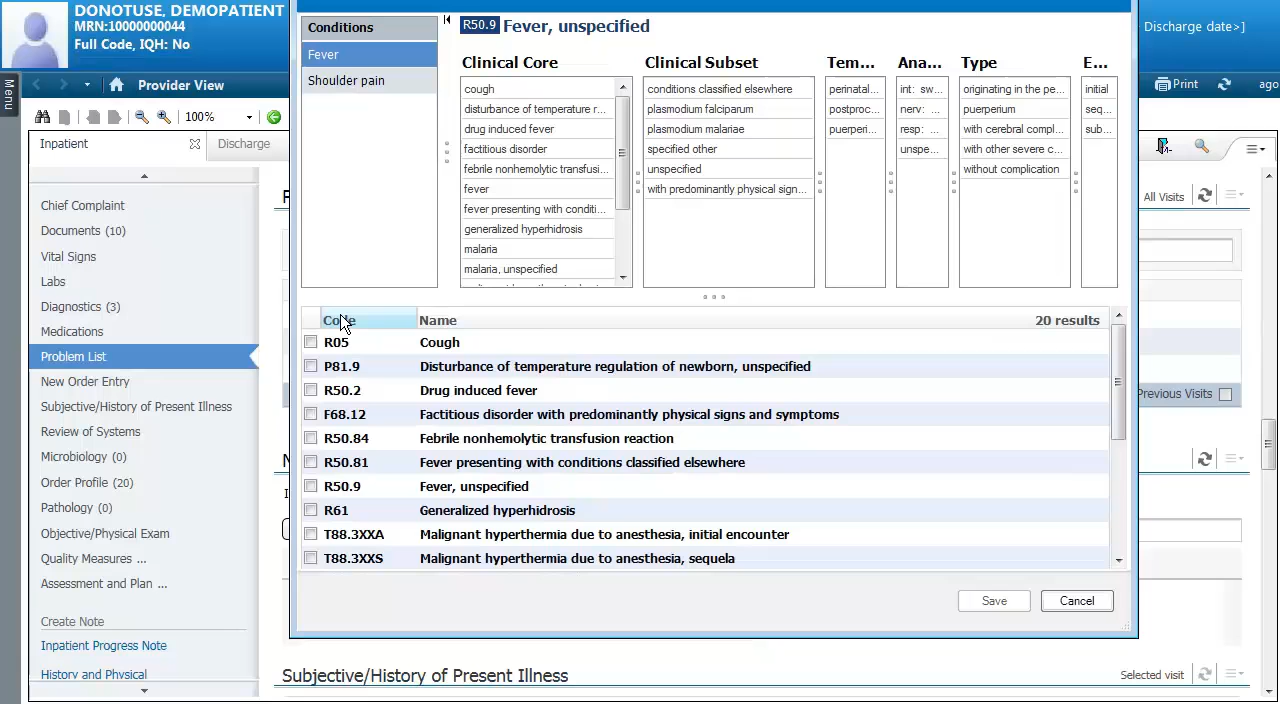 DONOTUSE, DEMOPATIENT
MRN:10000000044
Full Code, IQH: No
Discharge date>]
Menu
Provider View
Print
ago
100%
Inpatient
Discharge
Chief Complaint
Documents (10)
Vital Signs
Labs
Diagnostics (3)
Medications
Problem List
New Order Entry
Subjective/History of Present Illness
Review of Systems
Microbiology (0)
Order Profile (20)
Pathology (0)
Objective/Physical Exam
Quality Measures ...
Assessment and Plan ...
Create Note
Inpatient Progress Note
History and Physical
Conditions
Fever
Shoulder pain
R50.9 Fever, unspecified
Clinical Core
cough
disturbance of temperature r...
drug induced fever
factitious disorder
febrile nonhemolytic transfusi...
fever
fever presenting with conditi...
generalized hyperhidrosis
malaria
malaria, unspecified
Clinical Subset
conditions classified elsewhere
plasmodium falciparum
plasmodium malariae
specified other
unspecified
with predominantly physical sign...
Tem...
perinatal...
postproc...
puerperi...
Ana...
int: sw...
nerv: ...
resp: ...
unspe...
Type
originating in the pe...
puerperium
with cerebral compl...
with other severe c...
without complication
E...
initial
seq...
sub...
Code Name 20 results
R05 Cough
P81.9 Disturbance of temperature regulation of newborn, unspecified
R50.2 Drug induced fever
F68.12 Factitious disorder with predominantly physical signs and symptoms
R50.84 Febrile nonhemolytic transfusion reaction
R50.81 Fever presenting with conditions classified elsewhere
R50.9 Fever, unspecified
R61 Generalized hyperhidrosis
T88.3XXA Malignant hyperthermia due to anesthesia, initial encounter
T88.3XXS Malignant hyperthermia due to anesthesia, sequela
Save
Cancel
All Visits
Previous Visits
Subjective/History of Present Illness
Selected visit